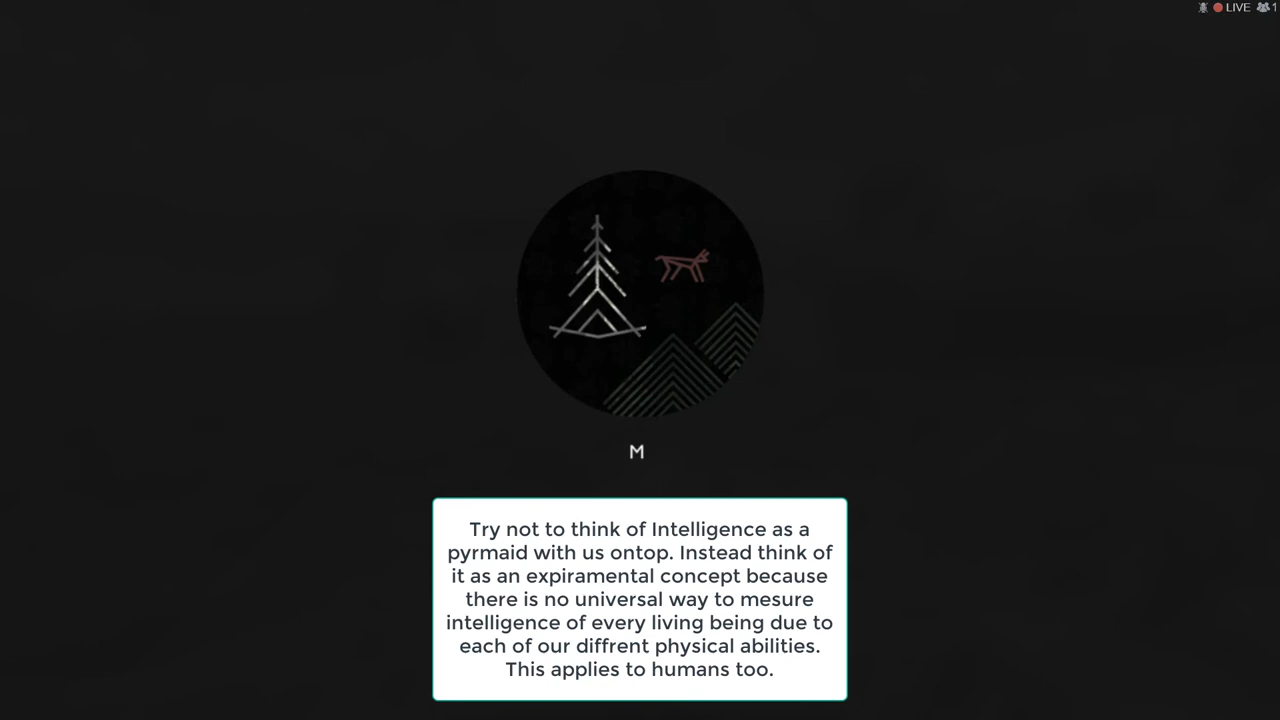 LIVE 1
M
Try not to think of Intelligence as a
pyrmaid with us ontop. Instead think of
it as an expiramental concept because
there is no universal way to mesure
intelligence of every living being due to
each of our diffrent physical abilities.
This applies to humans too.